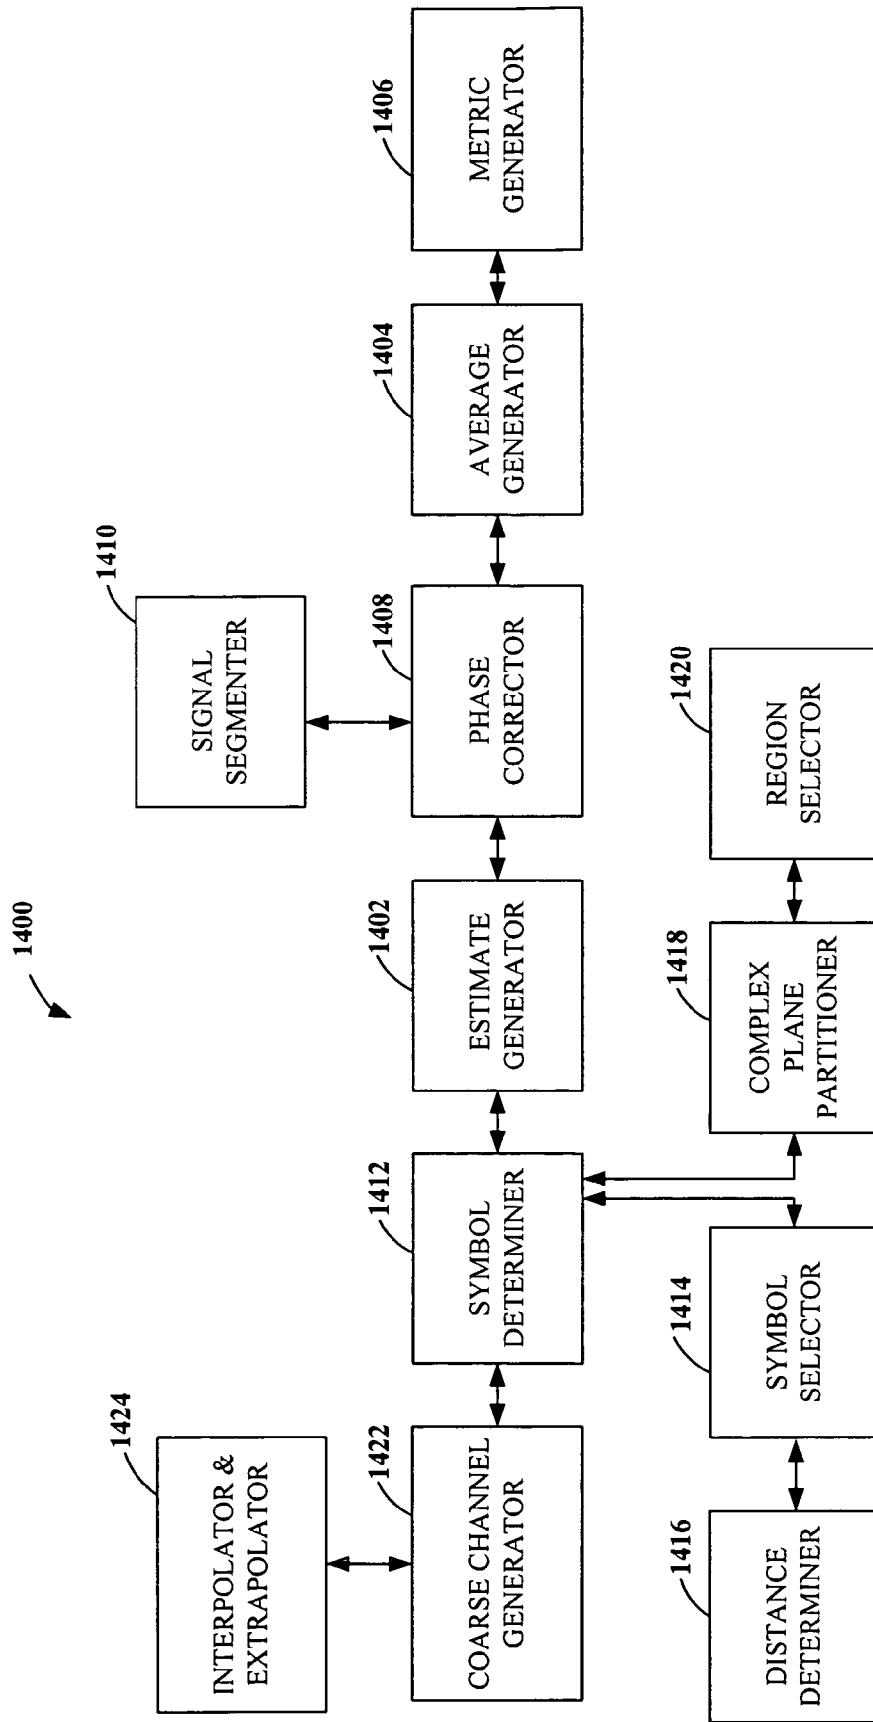 1400
1424
INTERPOLATOR &
EXTRAPOLATOR
1410
SIGNAL
SEGMENTER
1422
COARSE CHANNEL
GENERATOR
1412
SYMBOL
DETERMINER
1402
ESTIMATE
GENERATOR
1408
PHASE
CORRECTOR
1404
AVERAGE
GENERATOR
1406
METRIC
GENERATOR
1416
DISTANCE
DETERMINER
1414
SYMBOL
SELECTOR
1418
COMPLEX
PLANE
PARTITIONER
1420
REGION
SELECTOR